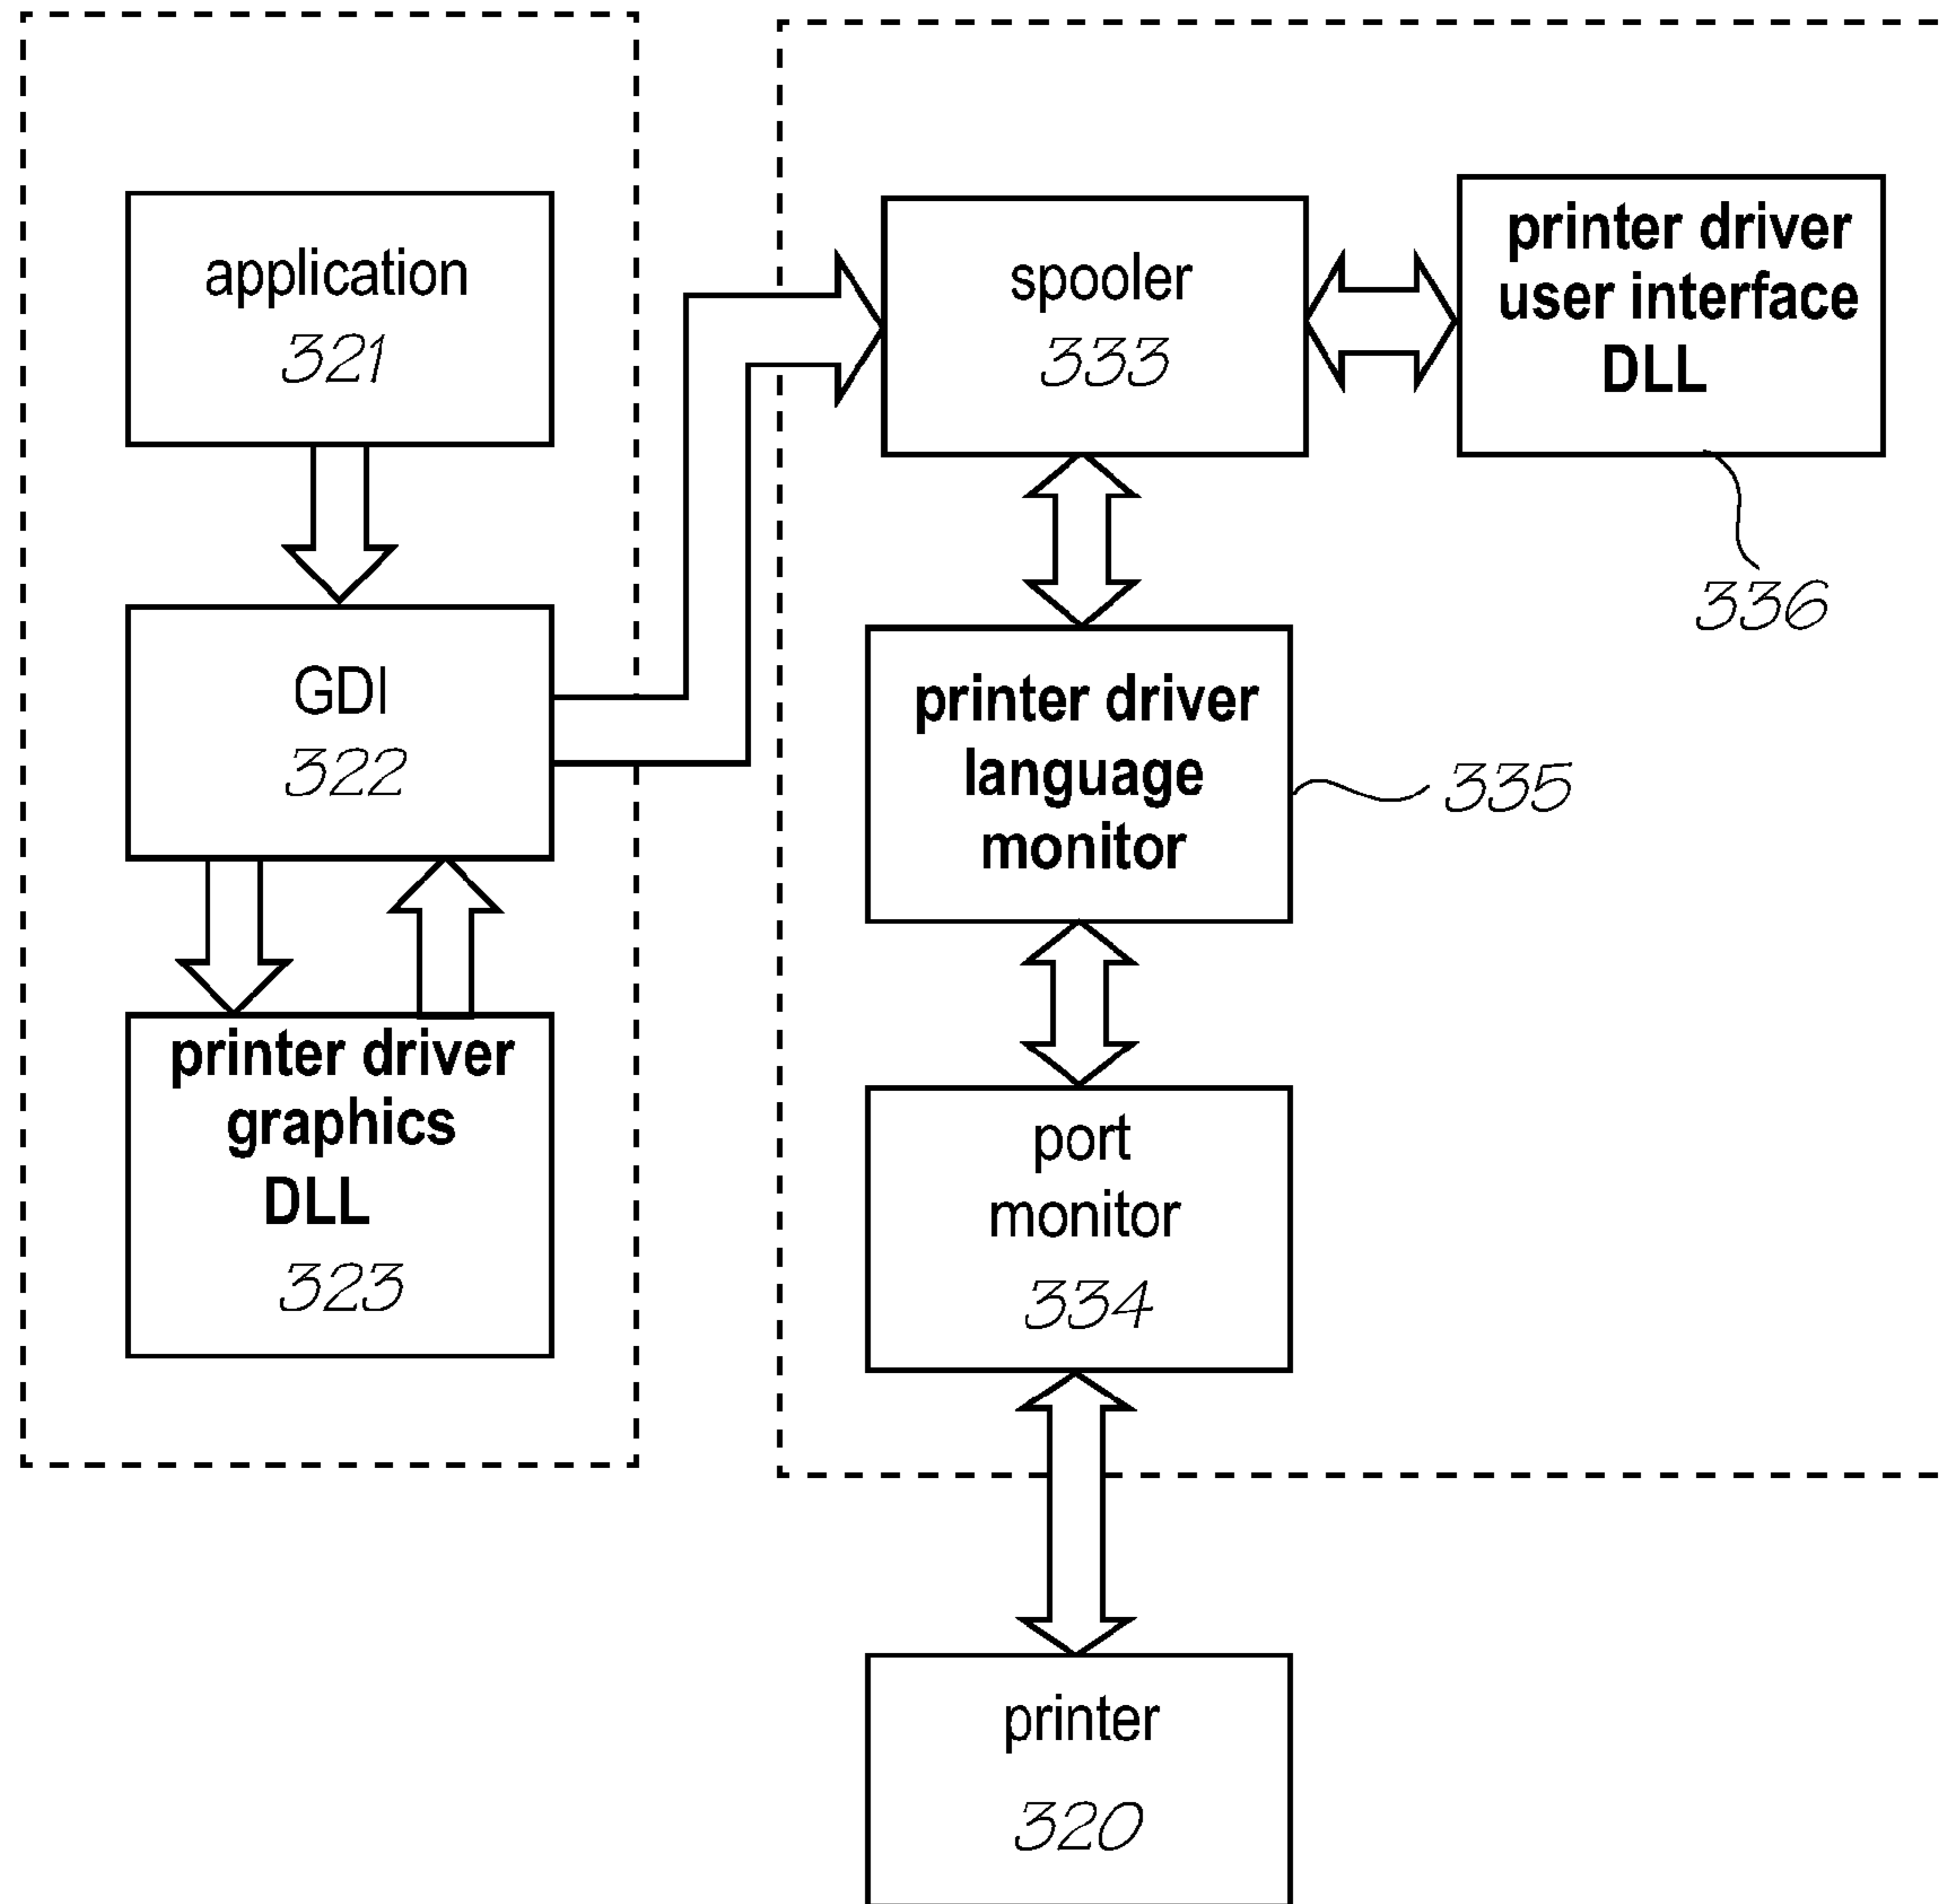 application
321
GDI
322
printer driver
graphics
DLL
323
spooler
333
printer driver
user interface
DLL
336
printer driver
language
monitor
335
port
monitor
334
printer
320